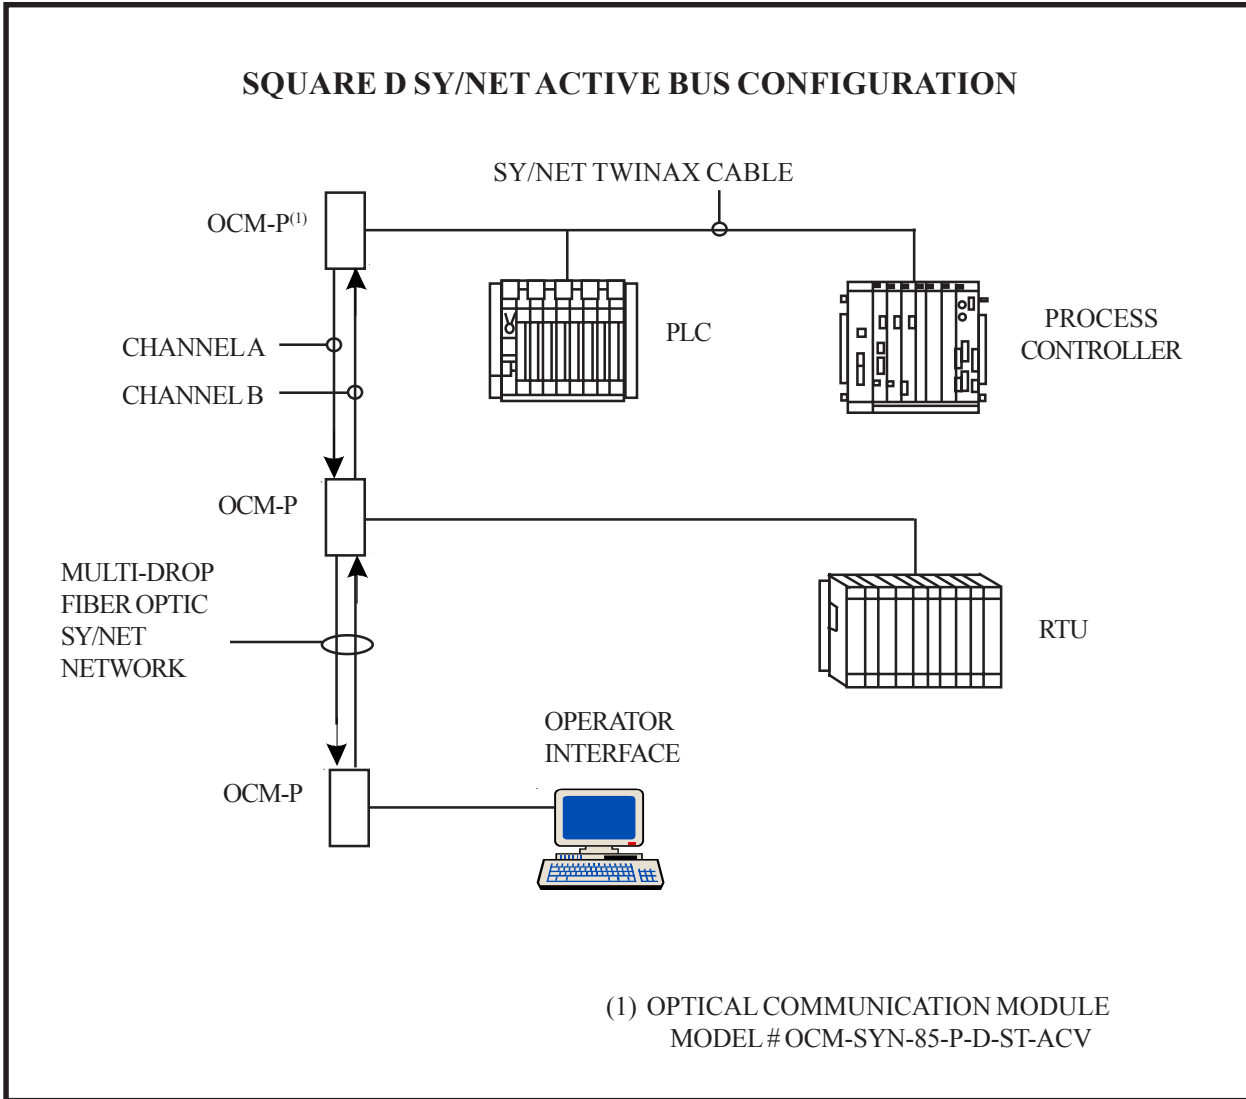 SQUARE D SY/NET ACTIVE BUS CONFIGURATION
SY/NET TWINAX CABLE
OCM-P(1)
PLC
PROCESS
CONTROLLER
CHANNEL A
CHANNEL B
OCM-P
MULTI-DROP
FIBER OPTIC
SY/NET
NETWORK
RTU
OPERATOR
INTERFACE
OCM-P
(1) OPTICAL COMMUNICATION MODULE
MODEL # OCM-SYN-85-P-D-ST-ACV